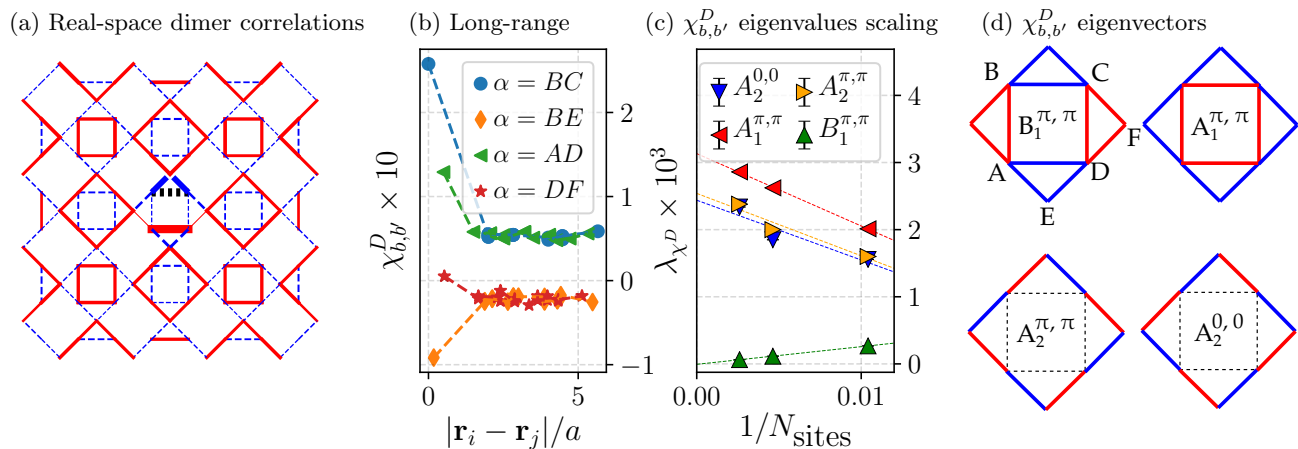 (a) Real-space dimer correlations
(b) Long-range
(c) χ^D_{b,b′} eigenvalues scaling
(d) χ^D_{b,b′} eigenvectors
χ^D_{b,b′} × 10
2
1
0
−1
0
5
|r_i − r_j|/a
α = BC
α = BE
α = AD
α = DF
λ_{χ^D} × 10^3
4
3
2
1
0
0.00
0.01
1/N_sites
A_2^{0,0}
A_2^{π,π}
A_1^{π,π}
B_1^{π,π}
B
C
B_1^{π, π}
F
A
D
E
A_1^{π, π}
A_2^{π, π}
A_2^{0, 0}